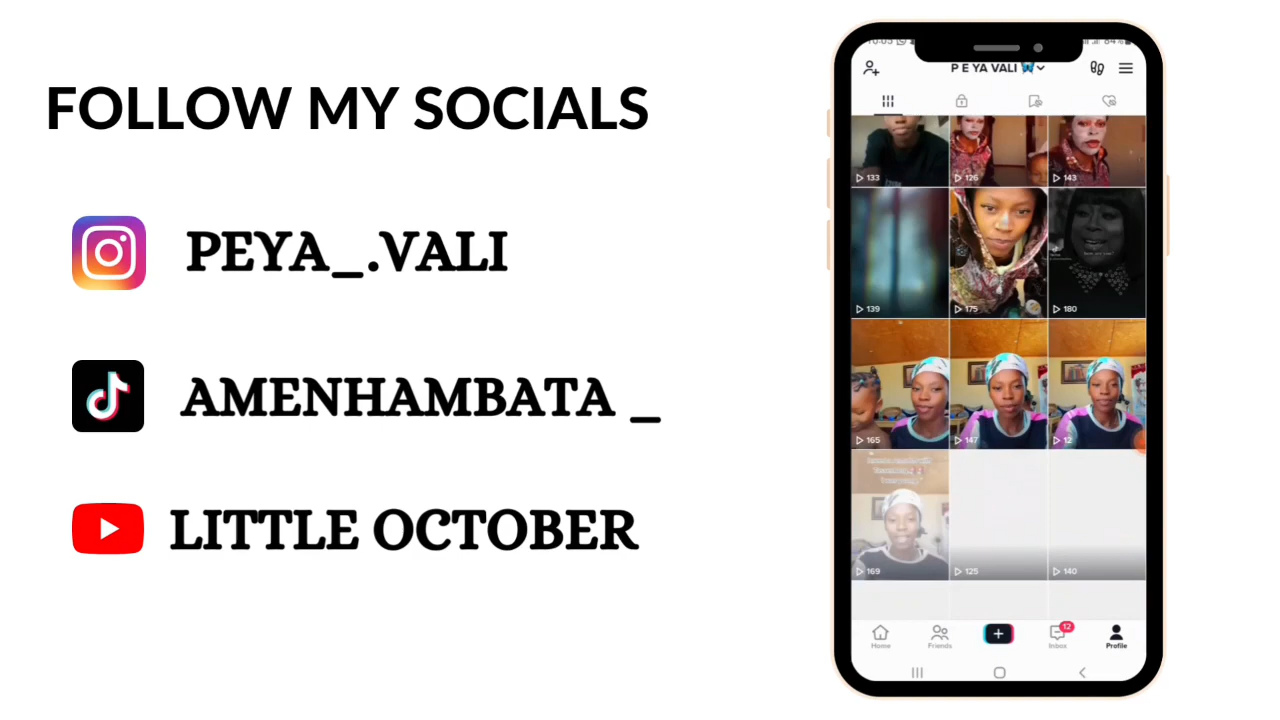 FOLLOW MY SOCIALS
PEYA_.VALI
AMENHAMBATA _
LITTLE OCTOBER
P E YA VALI
133
126
143
139
175
180
165
147
12
169
125
140
12
Home
Friends
Inbox
Profile